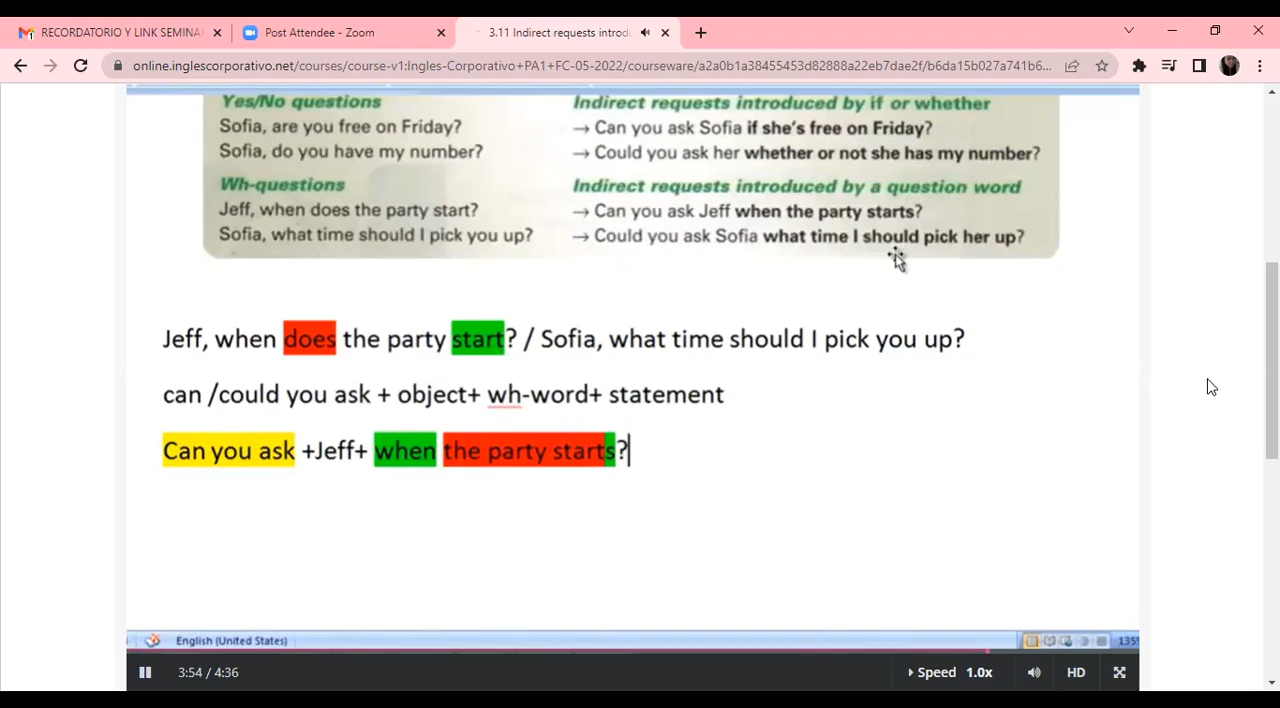 RECORDATORIO Y LINK SEMINA
Post Attendee - Zoom
3.11 Indirect requests introdu
online.inglescorporativo.net/courses/course-v1:Ingles-Corporativo+PA1+FC-05-2022/courseware/a2a0b1a38455453d82888a22eb7dae2f/b6da15b027a741b6...
Yes/No questions
Indirect requests introduced by if or whether
Sofia, are you free on Friday?
→ Can you ask Sofia if she's free on Friday?
Sofia, do you have my number?
→ Could you ask her whether or not she has my number?
Wh-questions
Indirect requests introduced by a question word
Jeff, when does the party start?
→ Can you ask Jeff when the party starts?
Sofia, what time should I pick you up?
→ Could you ask Sofia what time I should pick her up?
Jeff, when does the party start? / Sofia, what time should I pick you up?
can /could you ask + object+ wh-word+ statement
Can you ask +Jeff+ when the party starts?
English (United States)
135%
3:54 / 4:36
Speed 1.0x
HD